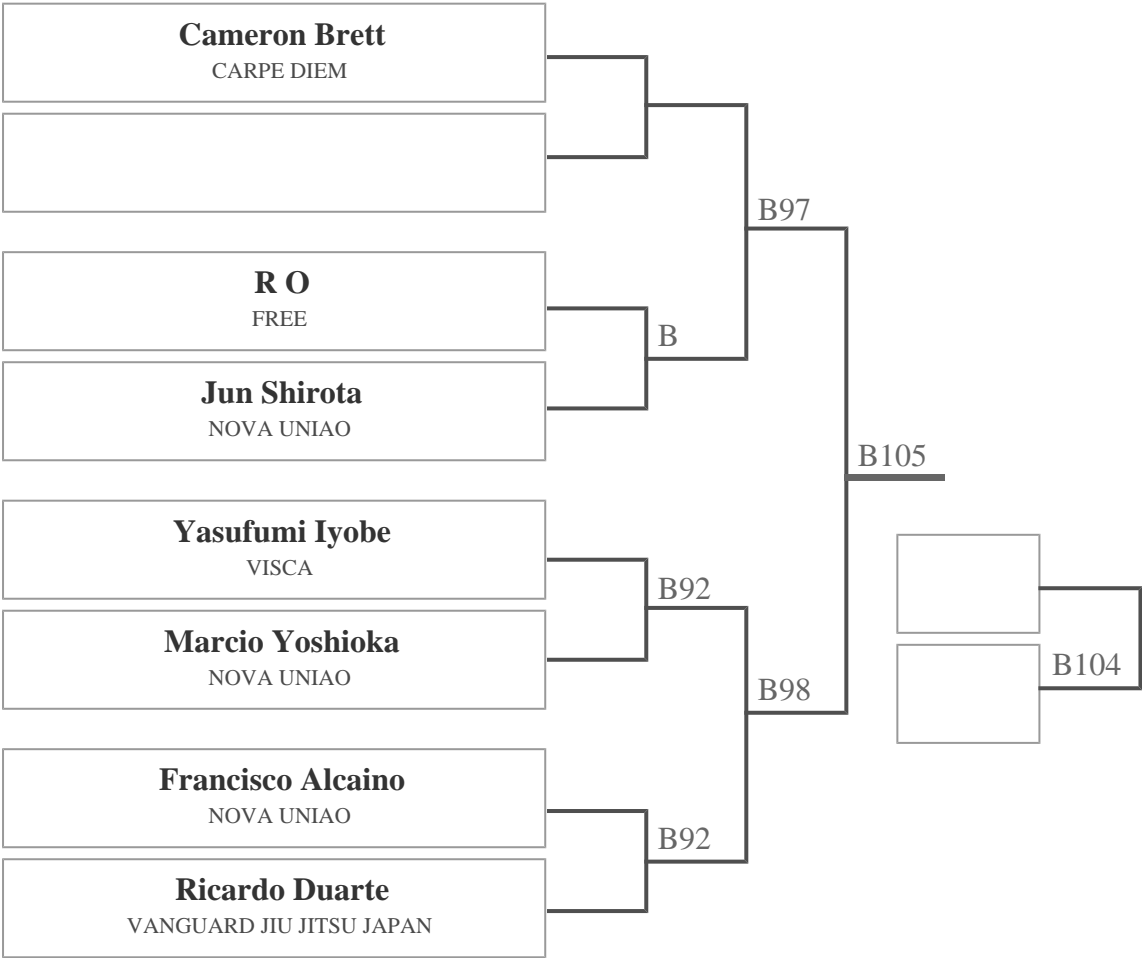 Cameron Brett
CARPE DIEM
B97
R O
FREE
B
Jun Shirota
NOVA UNIAO
B105
Yasufumi Iyobe
VISCA
B92
Marcio Yoshioka
NOVA UNIAO
B104
B98
Francisco Alcaino
NOVA UNIAO
B92
Ricardo Duarte
VANGUARD JIU JITSU JAPAN